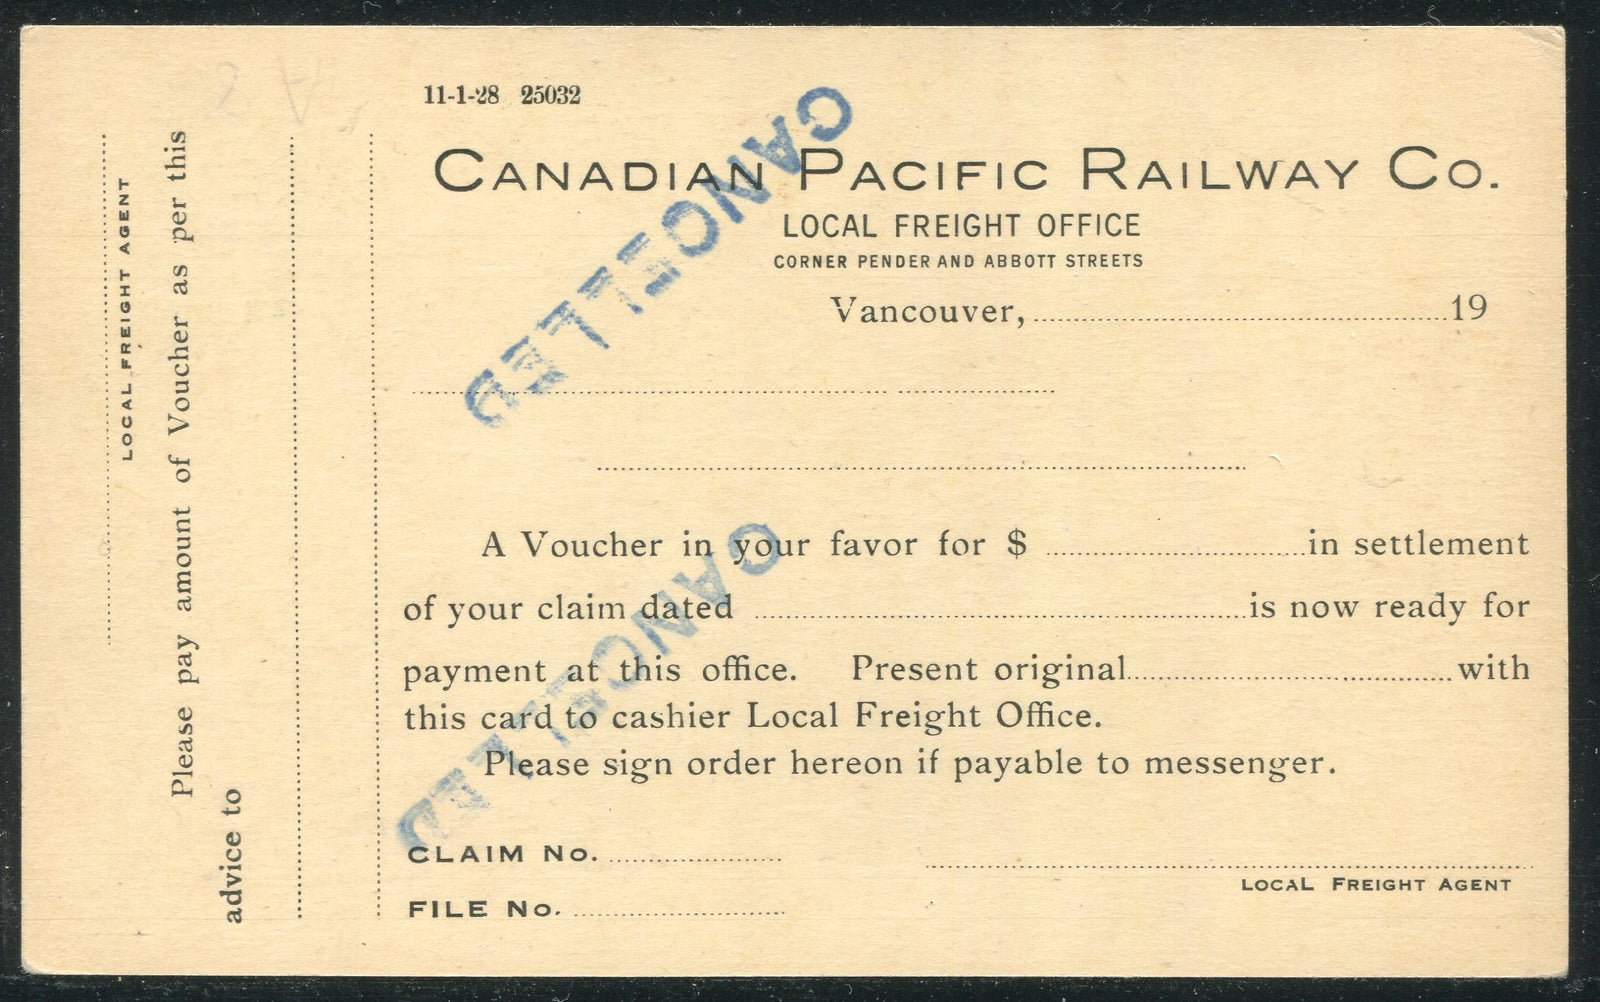 11-1-28 25032
CANADIAN PACIFIC RAILWAY CO.
LOCAL FREIGHT OFFICE
CORNER PENDER AND ABBOTT STREETS
Vancouver, 19
A Voucher in your favor for $ in settlement
of your claim dated is now ready for
payment at this office. Present original with
this card to cashier Local Freight Office.
Please sign order hereon if payable to messenger.
CLAIM No.
LOCAL FREIGHT AGENT
FILE No.
Please pay amount of Voucher as per this
advice to
LOCAL FREIGHT AGENT
CANCELLED
CANCELLED